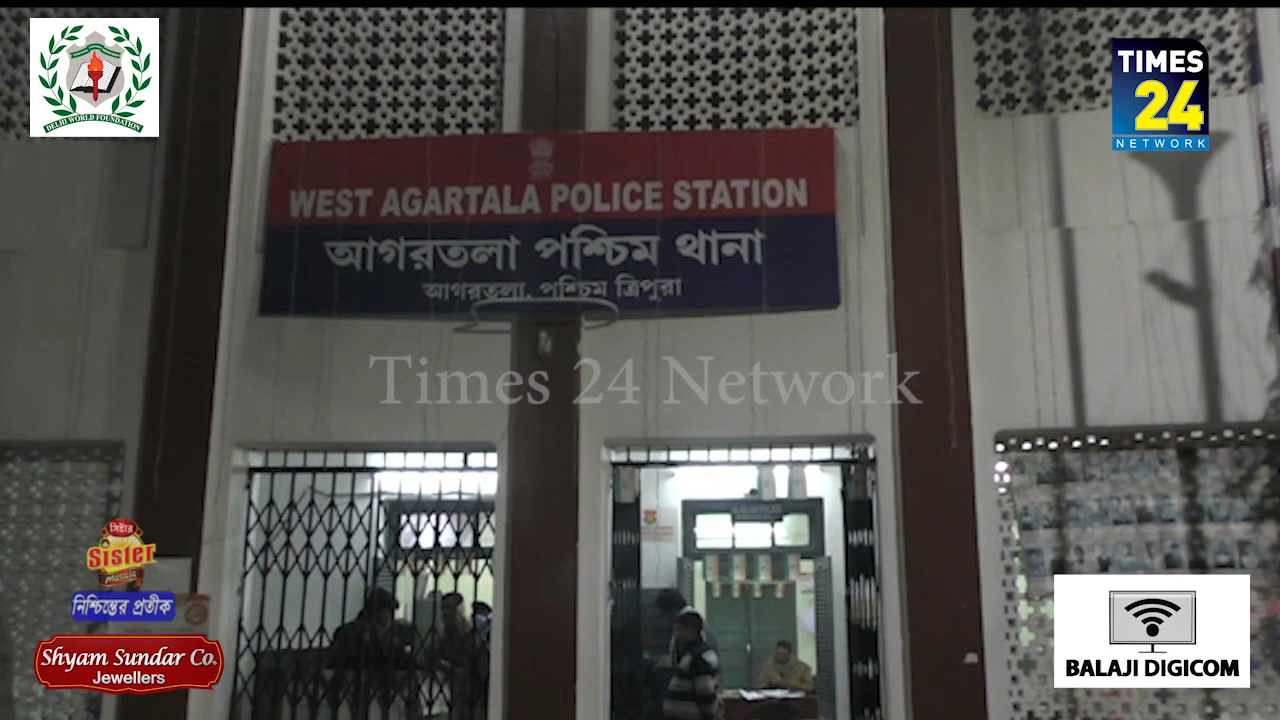 DELHI WORLD FOUNDATION
TIMES
24
NETWORK
WEST AGARTALA POLICE STATION
আগরতলা পশ্চিম থানা
আগরতলা, পশ্চিম ত্রিপুরা
Times 24 Network
সিষ্টার
Sister
masala
নিশ্চিন্তের প্রতীক
Shyam Sundar Co.
Jewellers
BALAJI DIGICOM